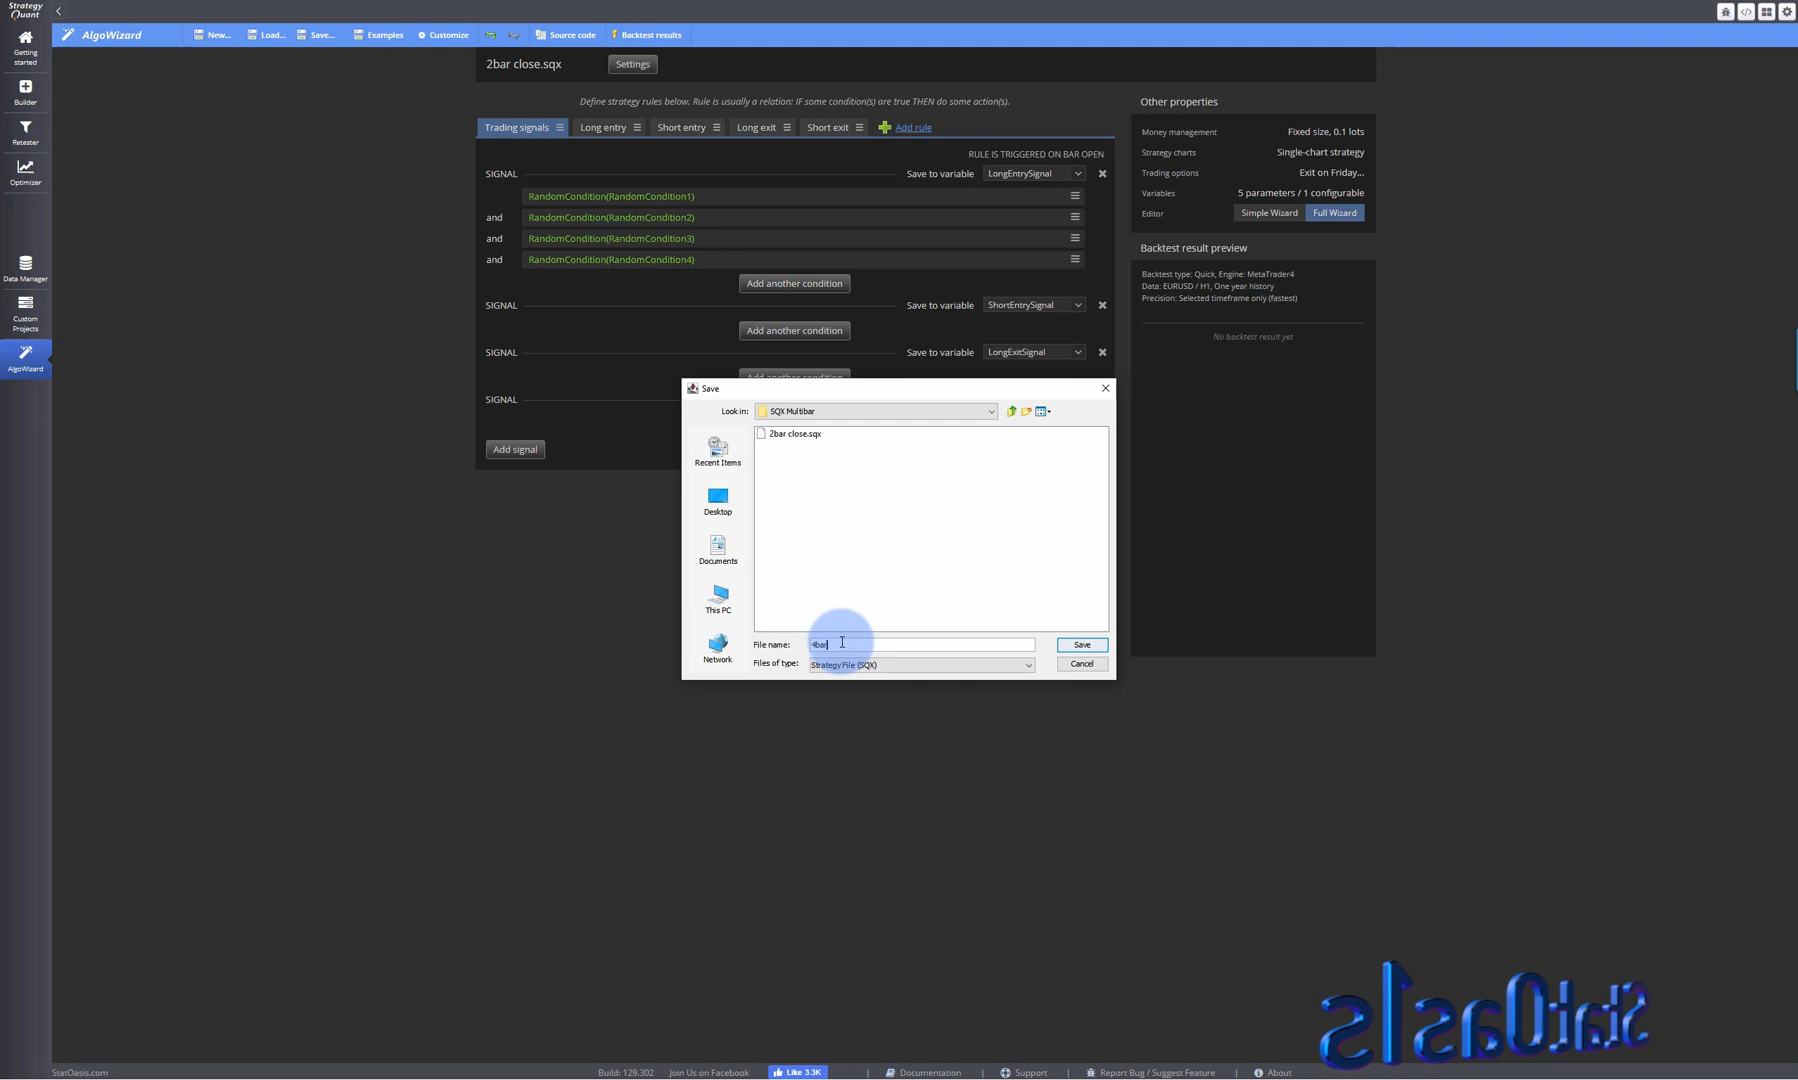 Strategy
Quant
Getting
started
Builder
Retester
Optimizer
Data Manager
Custom
Projects
AlgoWizard
AlgoWizard
New...
Load...
Save...
Examples
Customize
Source code
Backtest results
2bar close.sqx
Settings
Define strategy rules below. Rule is usually a relation: IF some condition(s) are true THEN do some action(s).
Trading signals
Long entry
Short entry
Long exit
Short exit
Add rule
RULE IS TRIGGERED ON BAR OPEN
SIGNAL
Save to variable
LongEntrySignal
RandomCondition(RandomCondition1)
and
RandomCondition(RandomCondition2)
and
RandomCondition(RandomCondition3)
and
RandomCondition(RandomCondition4)
Add another condition
SIGNAL
Save to variable
ShortEntrySignal
Add another condition
SIGNAL
Save to variable
LongExitSignal
Add another condition
SIGNAL
Add signal
Other properties
Money management
Fixed size, 0.1 lots
Strategy charts
Single-chart strategy
Trading options
Exit on Friday...
Variables
5 parameters / 1 configurable
Editor
Simple Wizard
Full Wizard
Backtest result preview
Backtest type: Quick, Engine: MetaTrader4
Data: EURUSD / H1, One year history
Precision: Selected timeframe only (fastest)
No backtest result yet
Save
Look in:
SQX Multibar
2bar close.sqx
Recent Items
Desktop
Documents
This PC
Network
File name:
4bar
Save
Files of type:
Strategy File (SQX)
Cancel
StatOas1s
StatOasis.com
Build: 129.302
Join Us on Facebook
Like 3.3K
Documentation
Support
Report Bug / Suggest Feature
About